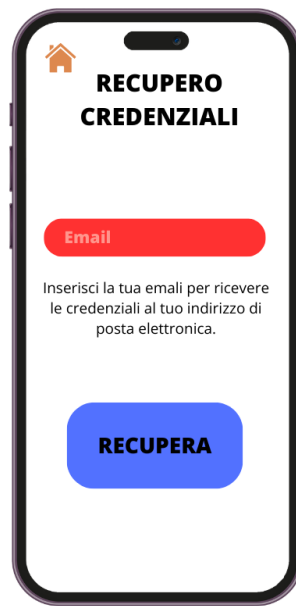 RECUPERO
CREDENZIALI
Email
Inserisci la tua emali per ricevere
le credenziali al tuo indirizzo di
posta elettronica.
RECUPERA